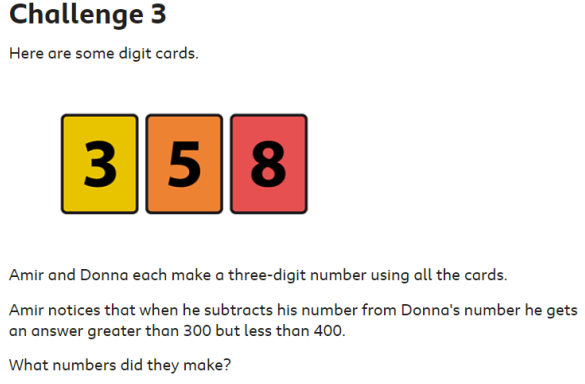 Challenge 3
Here are some digit cards.
3 5 8
Amir and Donna each make a three-digit number using all the cards.
Amir notices that when he subtracts his number from Donna's number he gets
an answer greater than 300 but less than 400.
What numbers did they make?